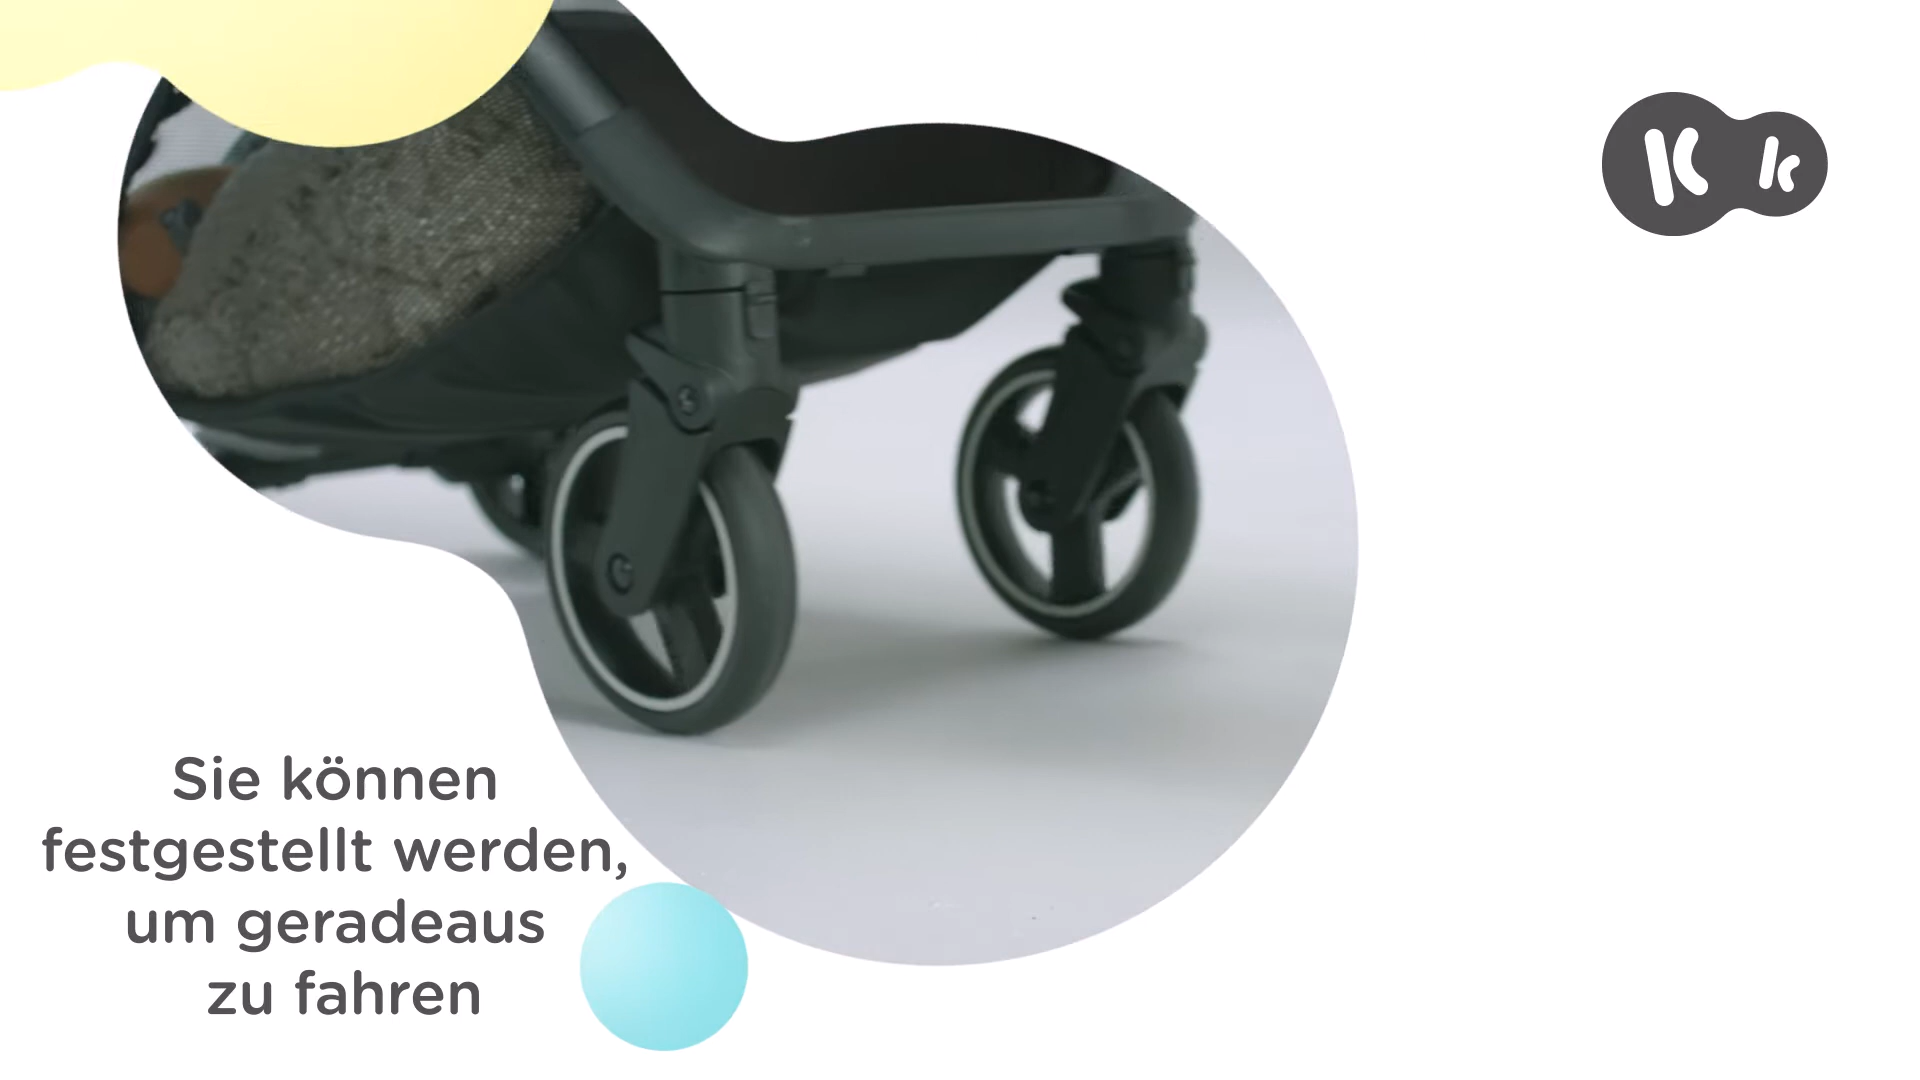 K k
Sie können
festgestellt werden,
um geradeaus
zu fahren